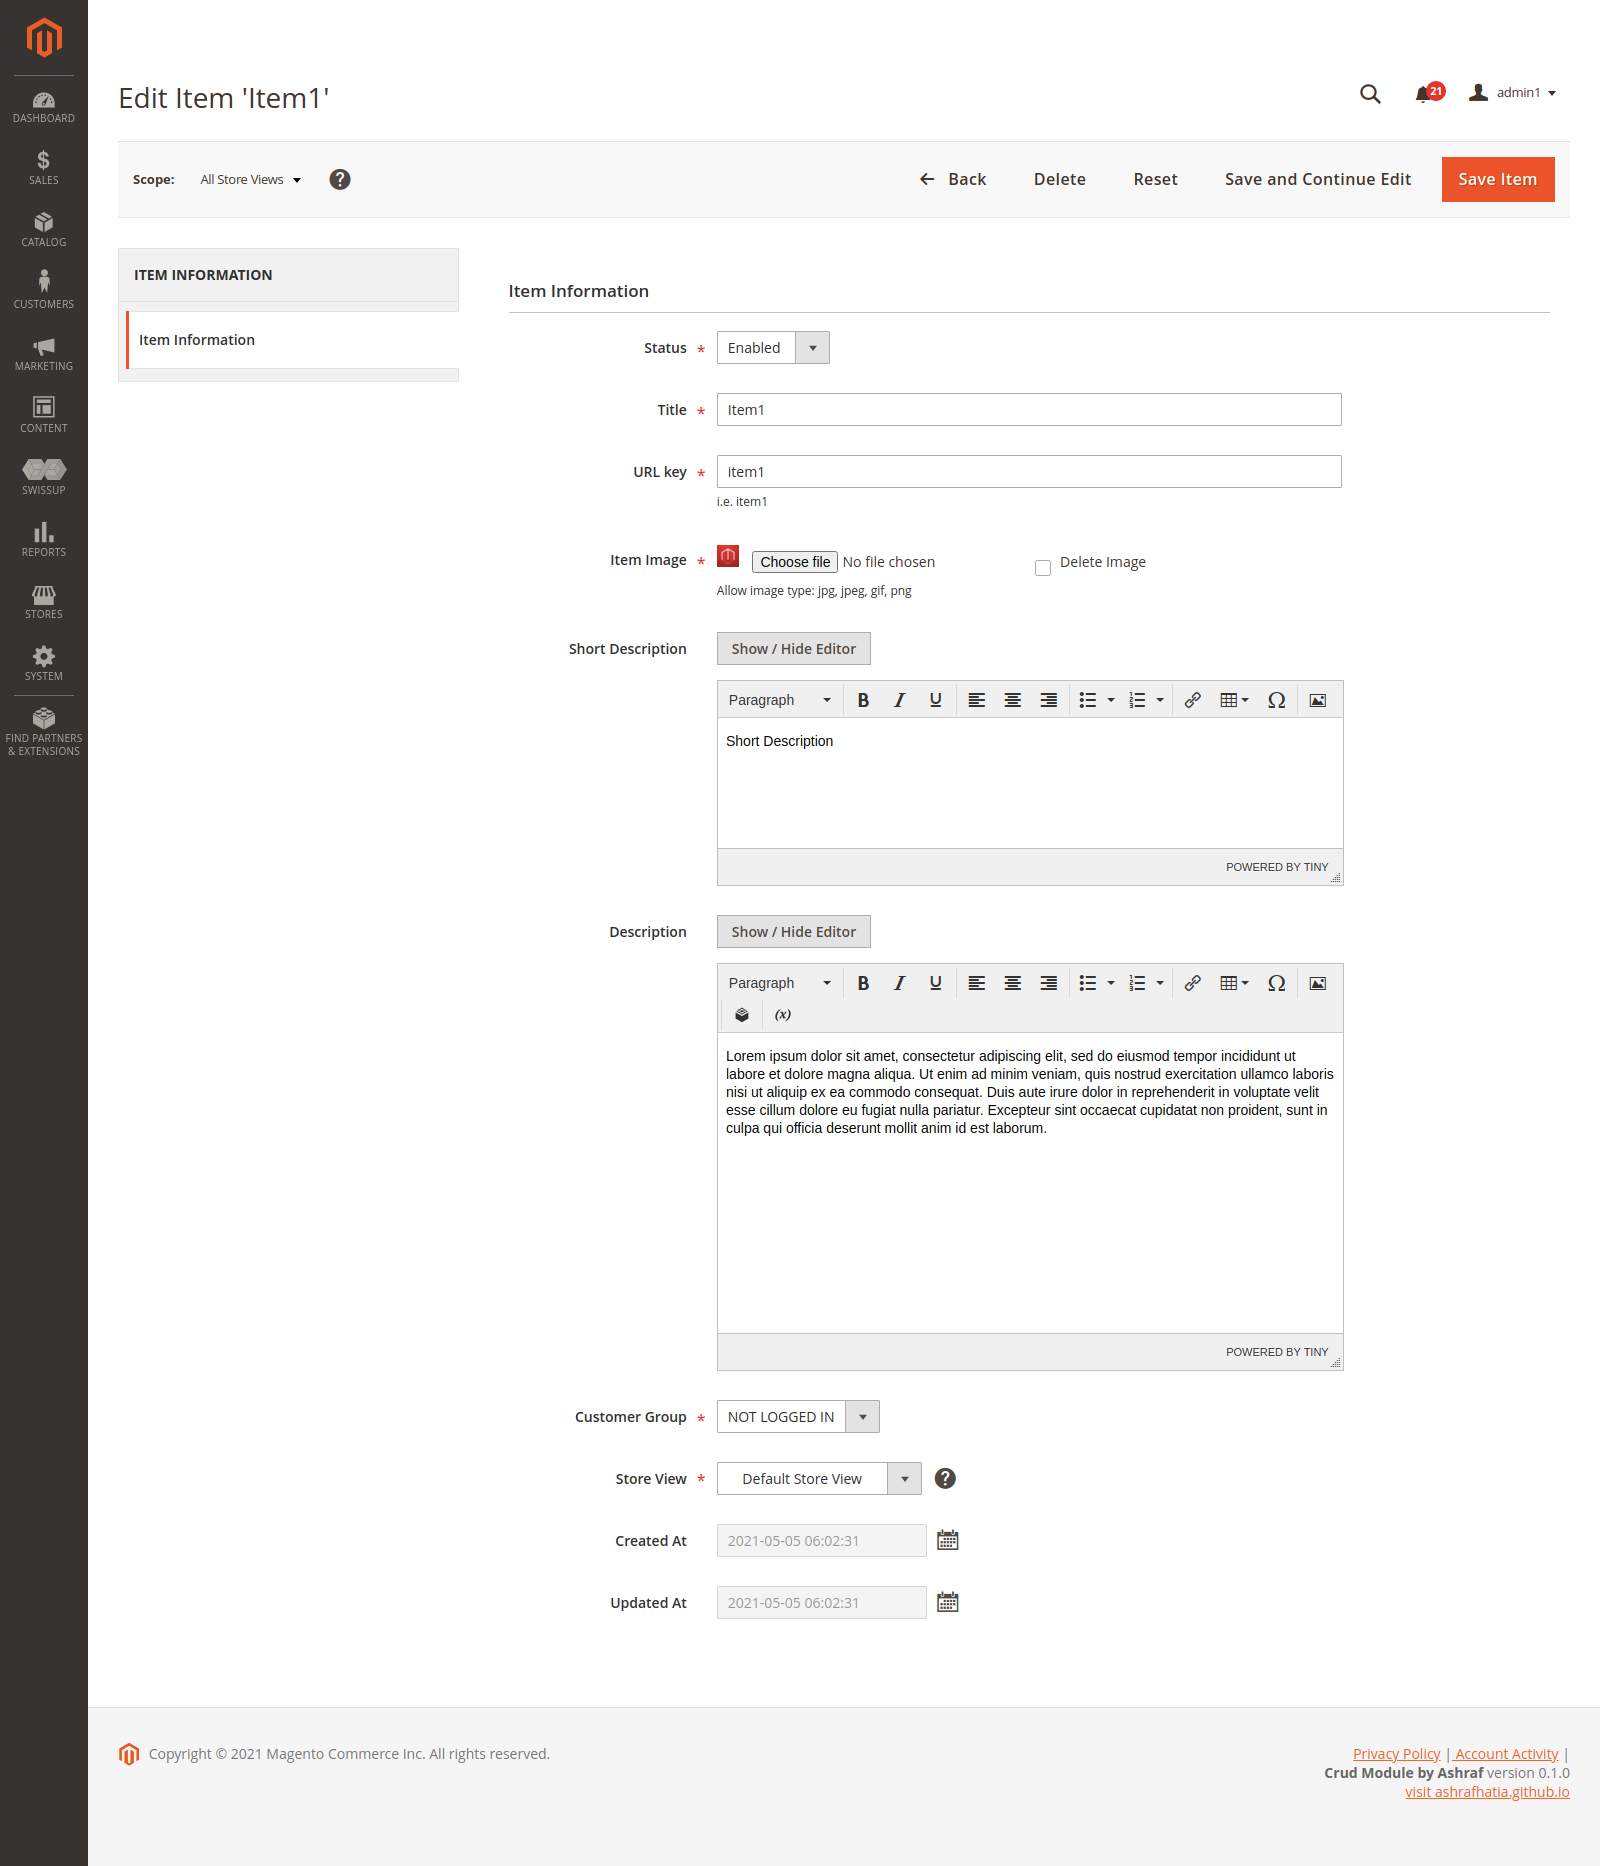 Edit Item 'Item1'
21
admin1
DASHBOARD
SALES
CATALOG
CUSTOMERS
MARKETING
CONTENT
SWISSUP
REPORTS
STORES
SYSTEM
FIND PARTNERS
& EXTENSIONS
Scope: All Store Views ?
Back Delete Reset Save and Continue Edit Save Item
ITEM INFORMATION
Item Information
Item Information
Status * Enabled
Title * Item1
URL key * item1
i.e. item1
Item Image * Choose file No file chosen Delete Image
Allow image type: jpg, jpeg, gif, png
Short Description Show / Hide Editor
Paragraph B I U Ω
Short Description
POWERED BY TINY
Description Show / Hide Editor
Paragraph B I U Ω
(x)
Lorem ipsum dolor sit amet, consectetur adipiscing elit, sed do eiusmod tempor incididunt ut
labore et dolore magna aliqua. Ut enim ad minim veniam, quis nostrud exercitation ullamco laboris
nisi ut aliquip ex ea commodo consequat. Duis aute irure dolor in reprehenderit in voluptate velit
esse cillum dolore eu fugiat nulla pariatur. Excepteur sint occaecat cupidatat non proident, sunt in
culpa qui officia deserunt mollit anim id est laborum.
POWERED BY TINY
Customer Group * NOT LOGGED IN
Store View * Default Store View ?
Created At 2021-05-05 06:02:31
Updated At 2021-05-05 06:02:31
Copyright © 2021 Magento Commerce Inc. All rights reserved.
Privacy Policy | Account Activity |
Crud Module by Ashraf version 0.1.0
visit ashrafhatia.github.io